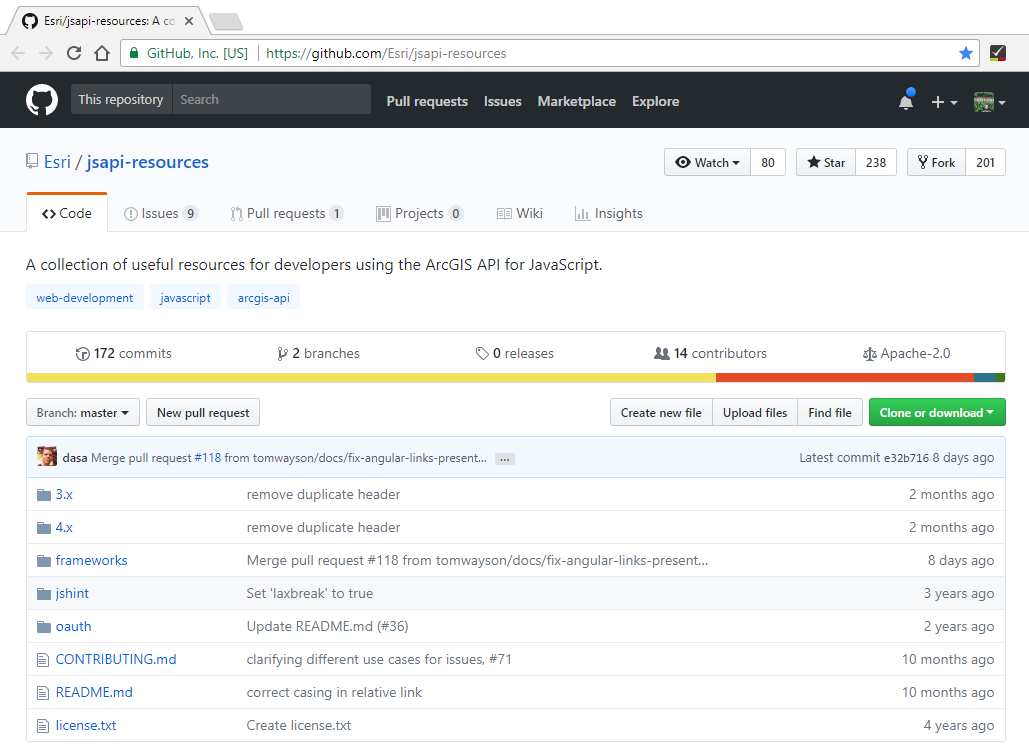 Esri/jsapi-resources: A co
GitHub, Inc. [US] https://github.com/Esri/jsapi-resources
This repository Search Pull requests Issues Marketplace Explore
Esri / jsapi-resources Watch 80 Star 238 Fork 201
Code Issues 9 Pull requests 1 Projects 0 Wiki Insights
A collection of useful resources for developers using the ArcGIS API for JavaScript.
web-development javascript arcgis-api
172 commits 2 branches 0 releases 14 contributors Apache-2.0
Branch: master New pull request Create new file Upload files Find file Clone or download
dasa Merge pull request #118 from tomwayson/docs/fix-angular-links-present... ... Latest commit e32b716 8 days ago
3.x remove duplicate header 2 months ago
4.x remove duplicate header 2 months ago
frameworks Merge pull request #118 from tomwayson/docs/fix-angular-links-present... 8 days ago
jshint Set 'laxbreak' to true 3 years ago
oauth Update README.md (#36) 2 years ago
CONTRIBUTING.md clarifying different use cases for issues, #71 10 months ago
README.md correct casing in relative link 10 months ago
license.txt Create license.txt 4 years ago